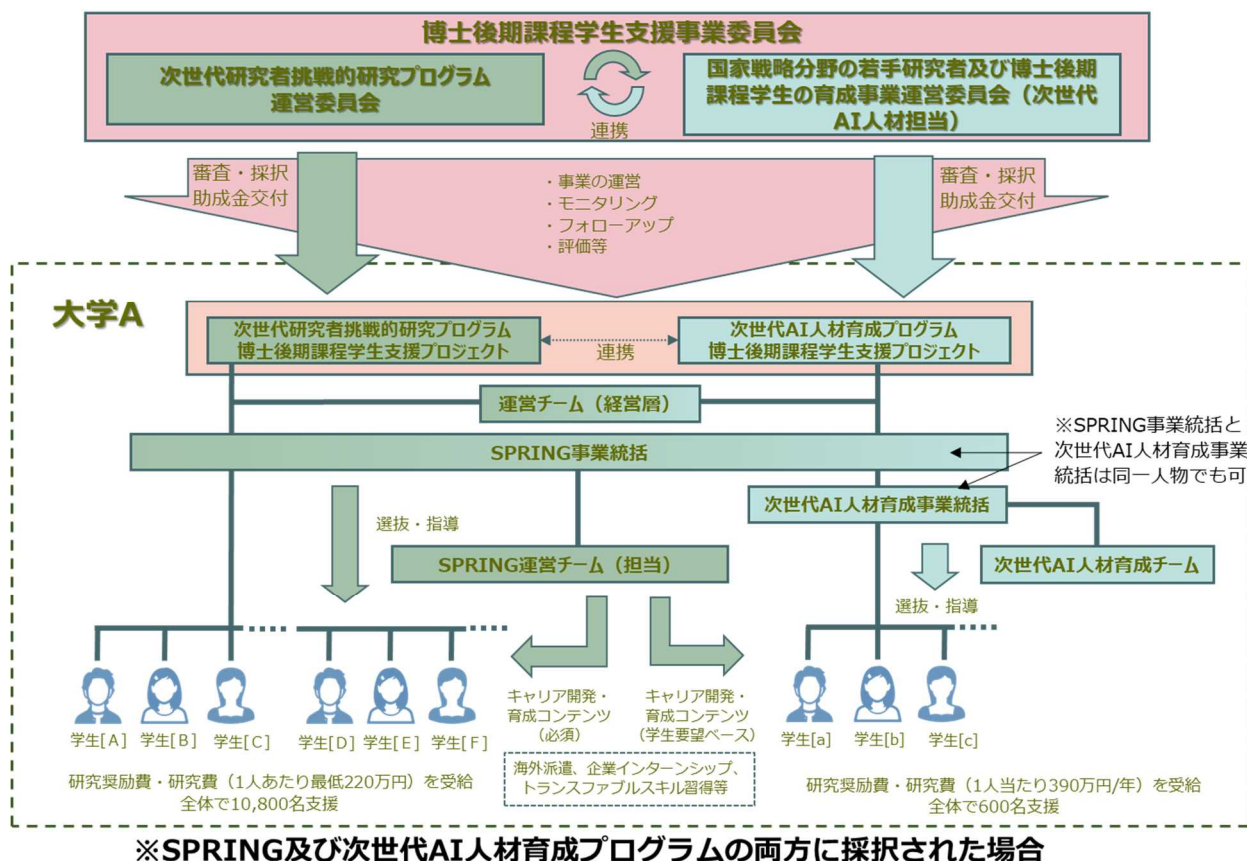 博士後期課程学生支援事業委員会
次世代研究者挑戦的研究プログラム
運営委員会
連携
国家戦略分野の若手研究者及び博士後期
課程学生の育成事業運営委員会（次世代
AI人材担当）
審査・採択
助成金交付
・事業の運営
・モニタリング
・フォローアップ
・評価等
審査・採択
助成金交付
大学A
次世代研究者挑戦的研究プログラム
博士後期課程学生支援プロジェクト
連携
次世代AI人材育成プログラム
博士後期課程学生支援プロジェクト
運営チーム（経営層）
SPRING事業統括
※SPRING事業統括と
次世代AI人材育成事業
統括は同一人物でも可
次世代AI人材育成事業統括
選抜・指導
SPRING運営チーム（担当）
次世代AI人材育成チーム
選抜・指導
学生[A]
学生[B]
学生[C]
学生[D]
学生[E]
学生[F]
キャリア開発・
育成コンテンツ
（必須）
キャリア開発・
育成コンテンツ
（学生要望ベース）
学生[a]
学生[b]
学生[c]
海外派遣、企業インターンシップ、
トランスファブルスキル習得等
研究奨励費・研究費（1人あたり最低220万円）を受給
全体で10,800名支援
研究奨励費・研究費（1人当たり390万円/年）を受給
全体で600名支援
※SPRING及び次世代AI人材育成プログラムの両方に採択された場合